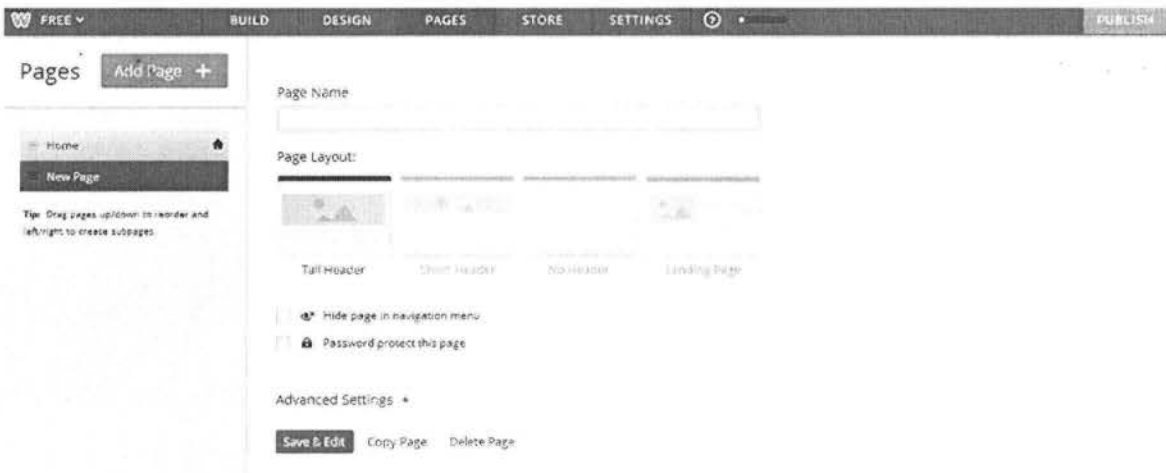 FREE BUILD DESIGN PAGES STORE SETTINGS ? PUBLISH
Pages Add Page +
Page Name
Home
Page Layout:
New Page
Tip: Drag pages up/down to reorder and
left/right to create subpages.
Tall Header Short Header No Header Landing Page
Hide page in navigation menu
Password protect this page
Advanced Settings
Save & Edit Copy Page Delete Page